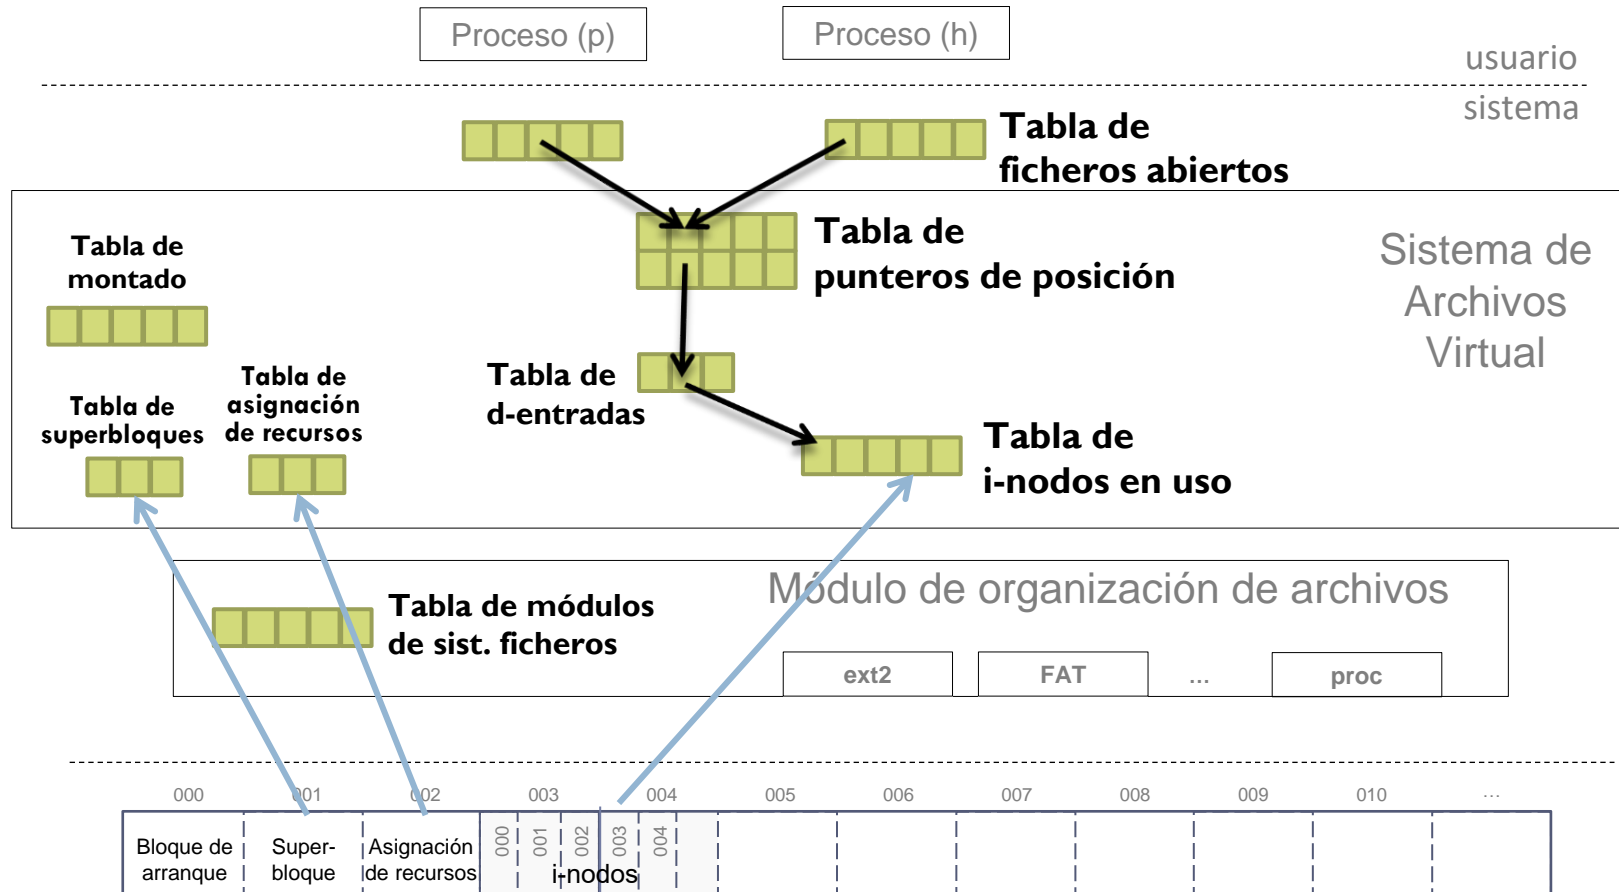 Proceso (p)
Proceso (h)
usuario
sistema
Tabla de
ficheros abiertos
Tabla de
montado
Tabla de
punteros de posición
Sistema de
Archivos
Virtual
Tabla de
superbloques
Tabla de
asignación
de recursos
Tabla de
d-entradas
Tabla de
i-nodos en uso
Módulo de organización de archivos
Tabla de módulos
de sist. ficheros
ext2
FAT
...
proc
000 001 002 003 004 005 006 007 008 009 010 ...
Bloque de
arranque
Super-
bloque
Asignación
de recursos
000 001 002 003 004
i-nodos